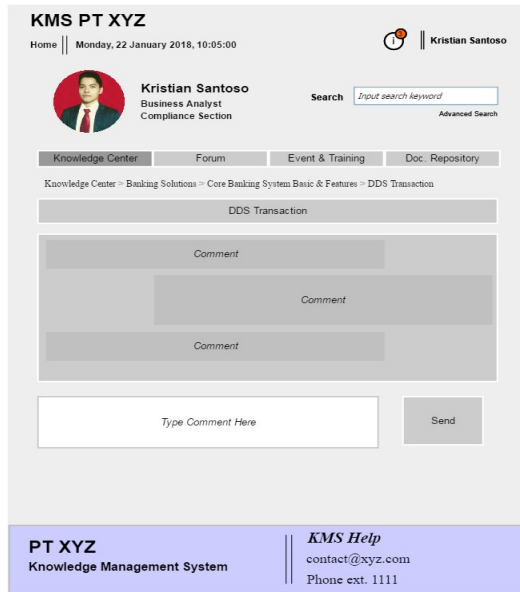 KMS PT XYZ
Home || Monday, 22 January 2018, 10:05:00
|| Kristian Santoso
Kristian Santoso
Business Analyst
Compliance Section
Search Input search keyword
Advanced Search
Knowledge Center Forum Event & Training Doc. Repository
Knowledge Center > Banking Solutions > Core Banking System Basic & Features > DDS Transaction
DDS Transaction
Comment
Comment
Comment
Type Comment Here Send
PT XYZ
Knowledge Management System
KMS Help
contact@xyz.com
Phone ext. 1111